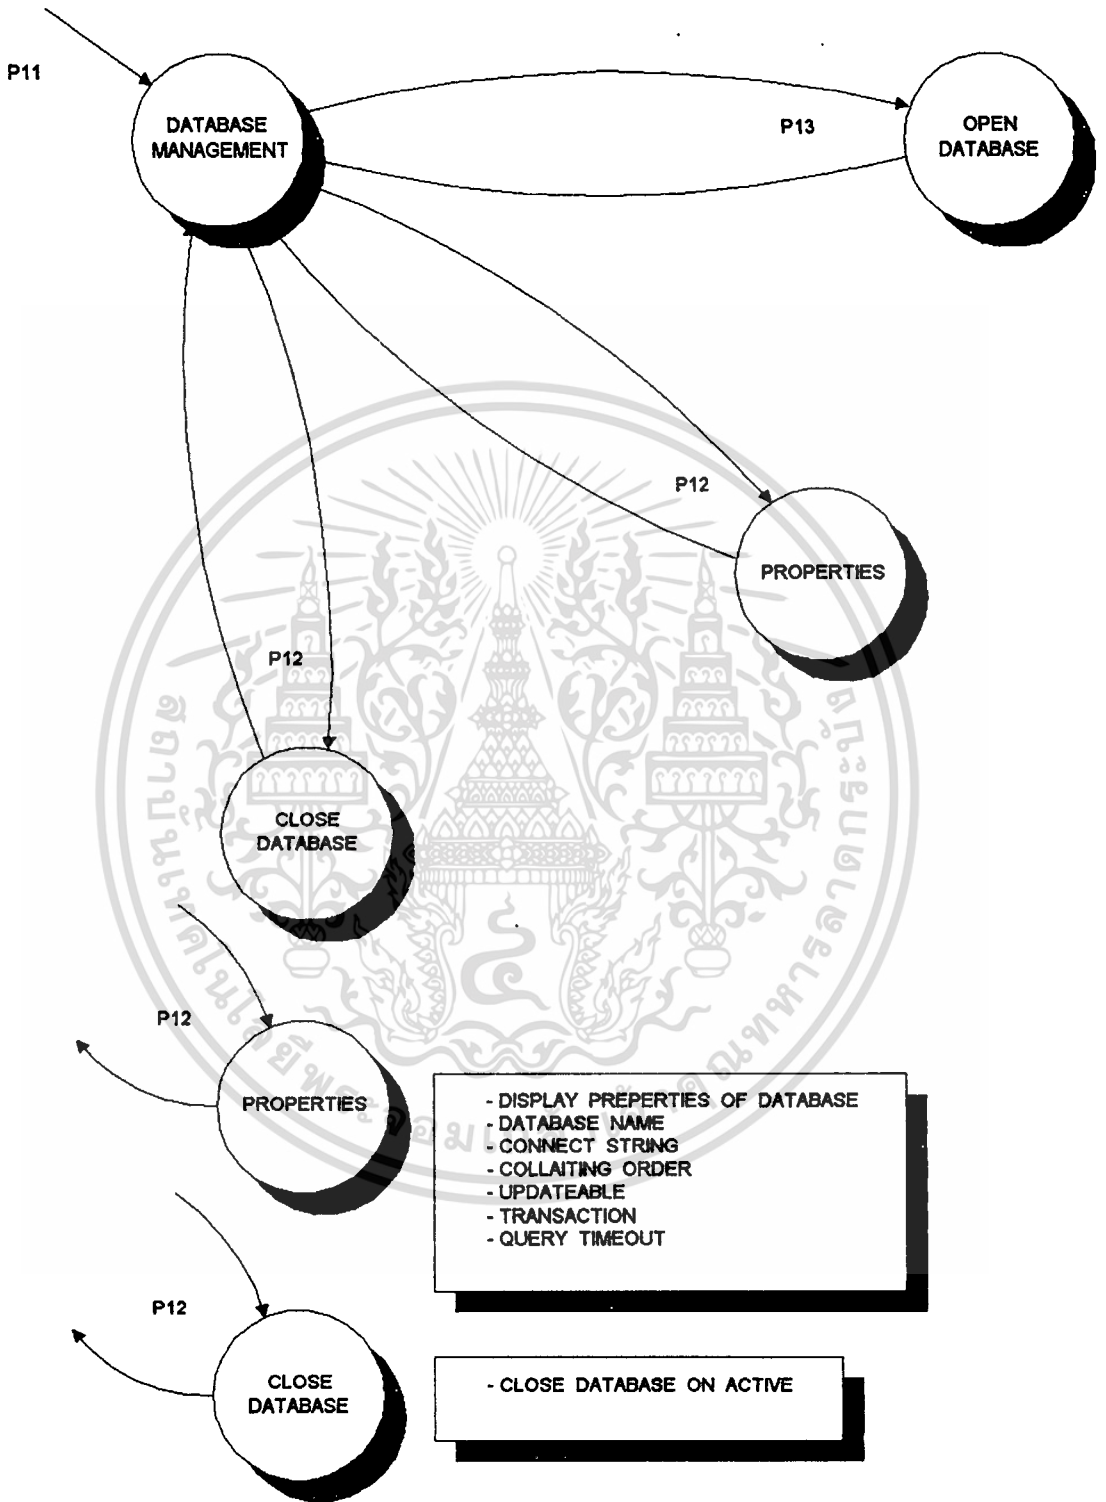 P11
DATABASE
MANAGEMENT
P13
OPEN
DATABASE
P12
PROPERTIES
P12
CLOSE
DATABASE
P12
PROPERTIES
- DISPLAY PREPERTIES OF DATABASE
- DATABASE NAME
- CONNECT STRING
- COLLAITING ORDER
- UPDATEABLE
- TRANSACTION
- QUERY TIMEOUT
P12
CLOSE
DATABASE
- CLOSE DATABASE ON ACTIVE